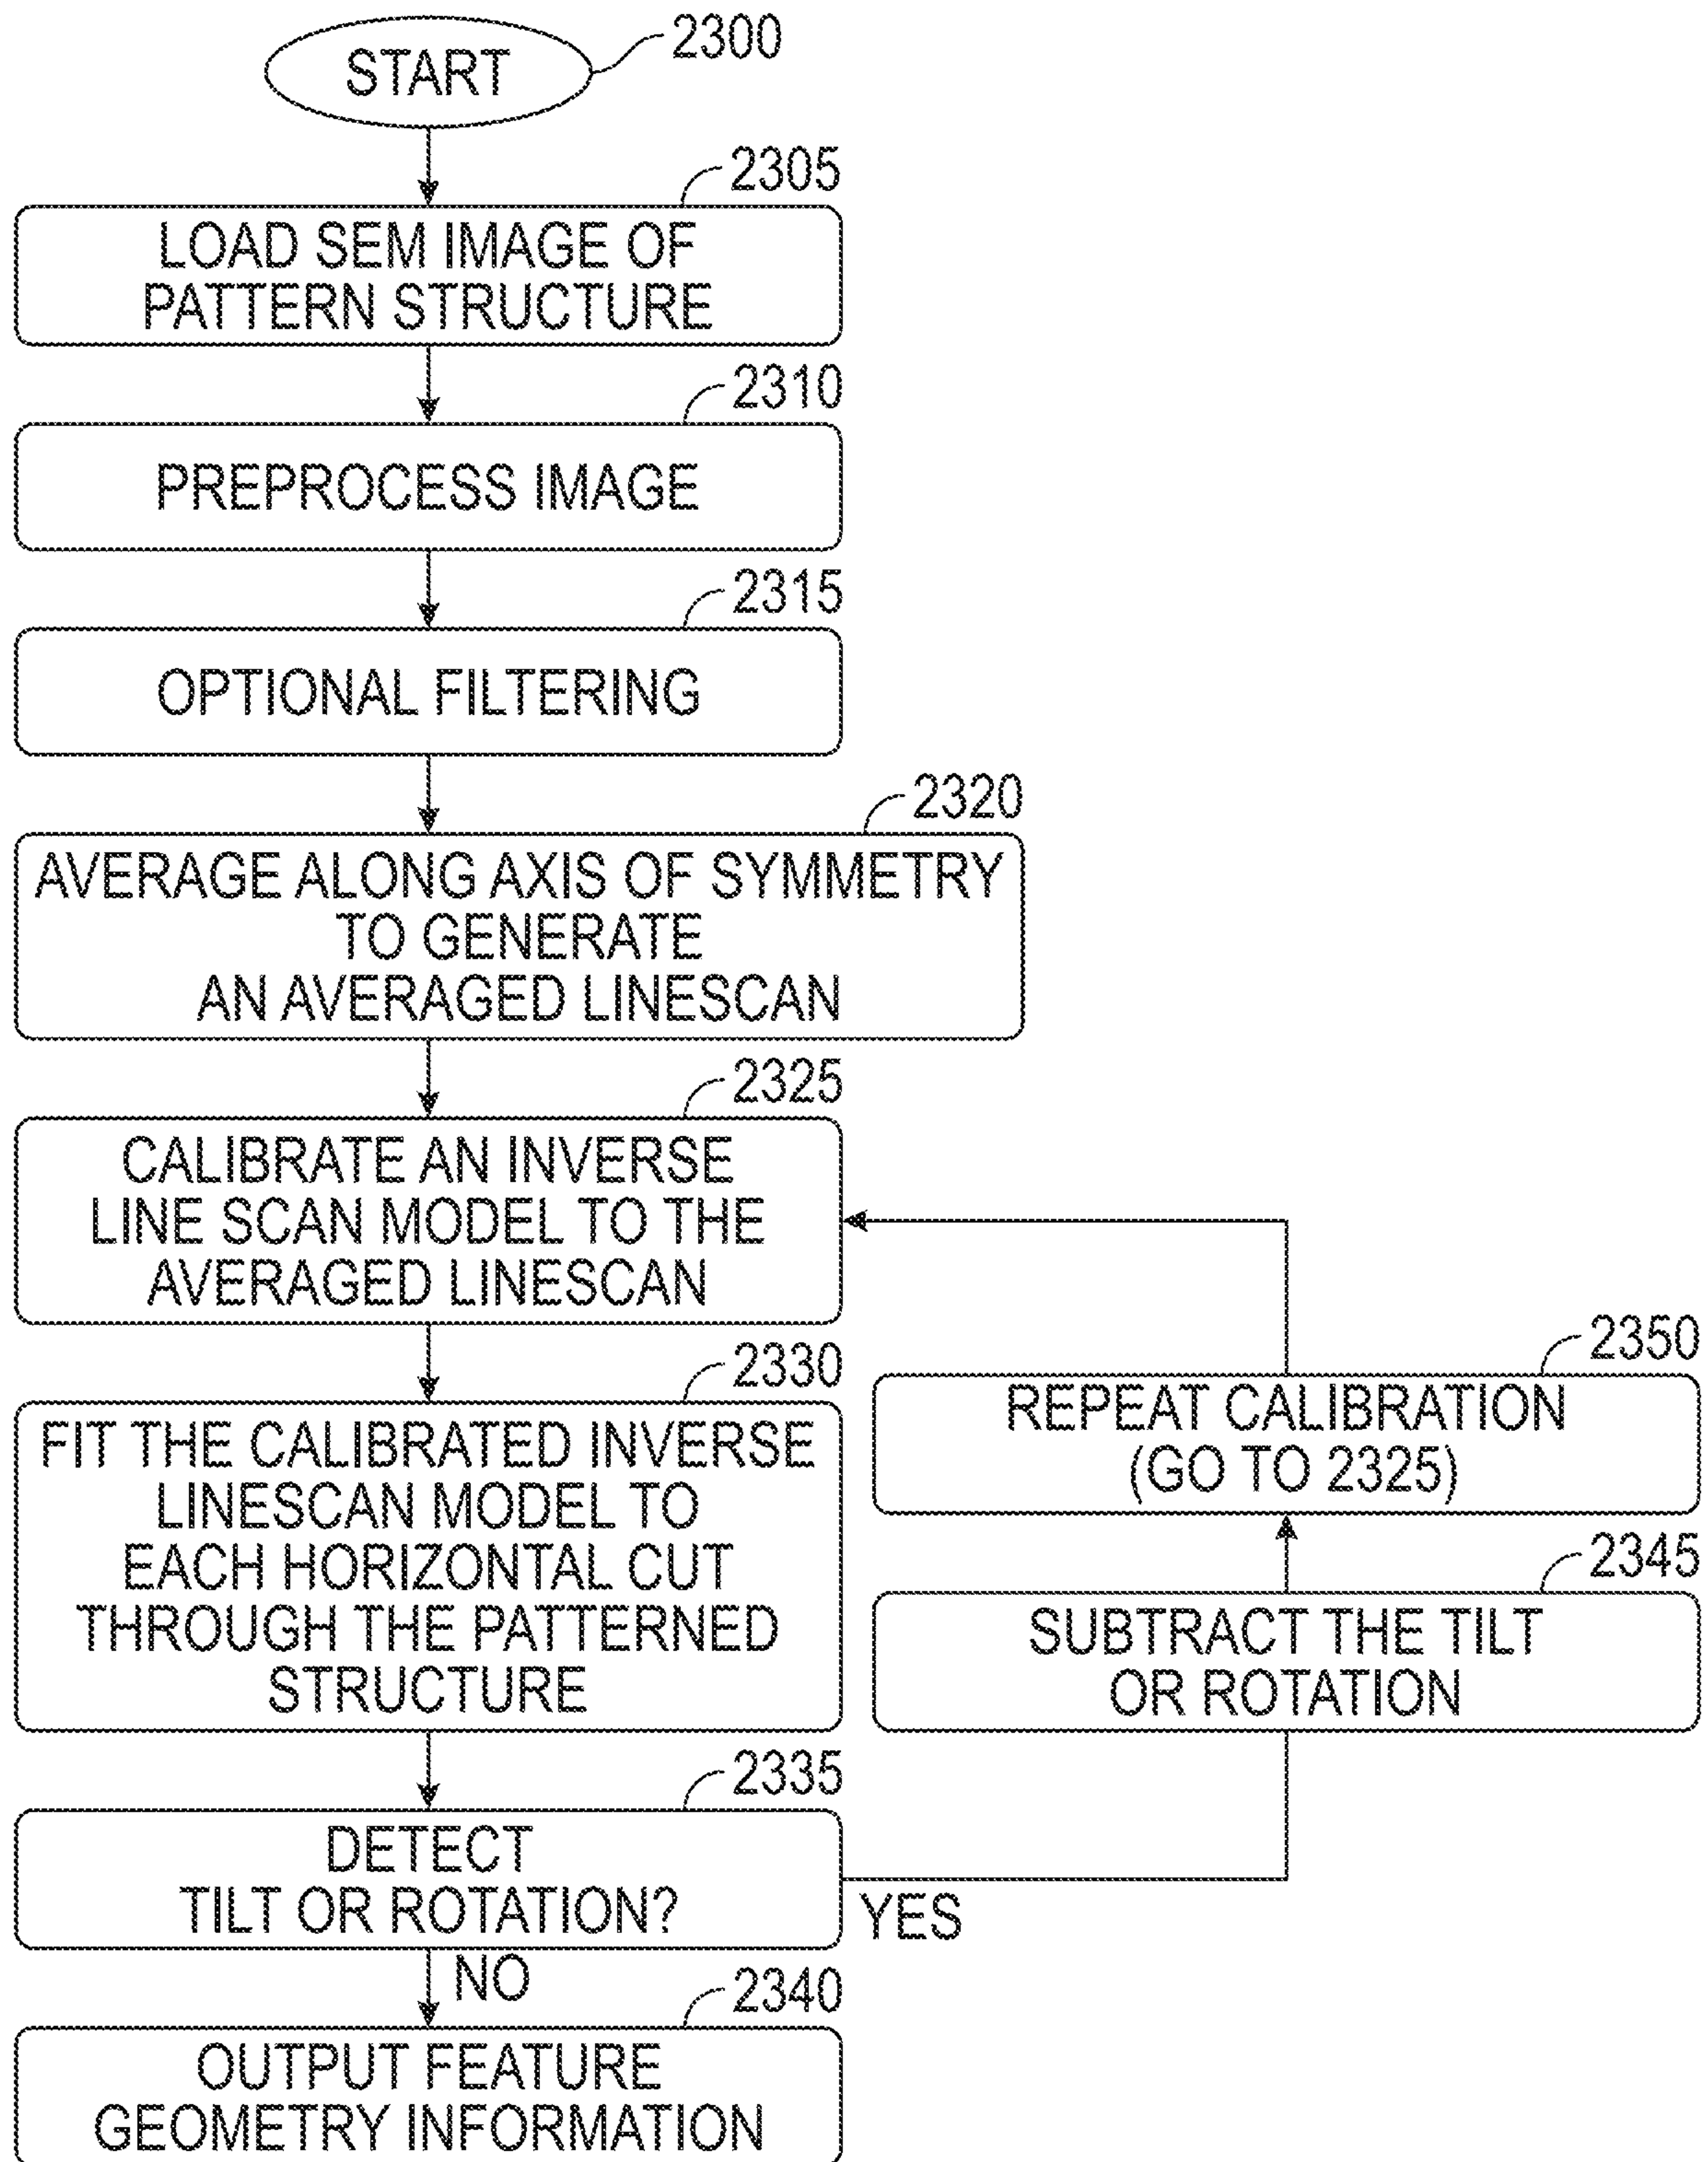 START
2300
2305
LOAD SEM IMAGE OF
PATTERN STRUCTURE
2310
PREPROCESS IMAGE
2315
OPTIONAL FILTERING
2320
AVERAGE ALONG AXIS OF SYMMETRY
TO GENERATE
AN AVERAGED LINESCAN
2325
CALIBRATE AN INVERSE
LINE SCAN MODEL TO THE
AVERAGED LINESCAN
2330
FIT THE CALIBRATED INVERSE
LINESCAN MODEL TO
EACH HORIZONTAL CUT
THROUGH THE PATTERNED
STRUCTURE
2335
DETECT
TILT OR ROTATION?
YES
NO
2340
OUTPUT FEATURE
GEOMETRY INFORMATION
2345
SUBTRACT THE TILT
OR ROTATION
2350
REPEAT CALIBRATION
(GO TO 2325)